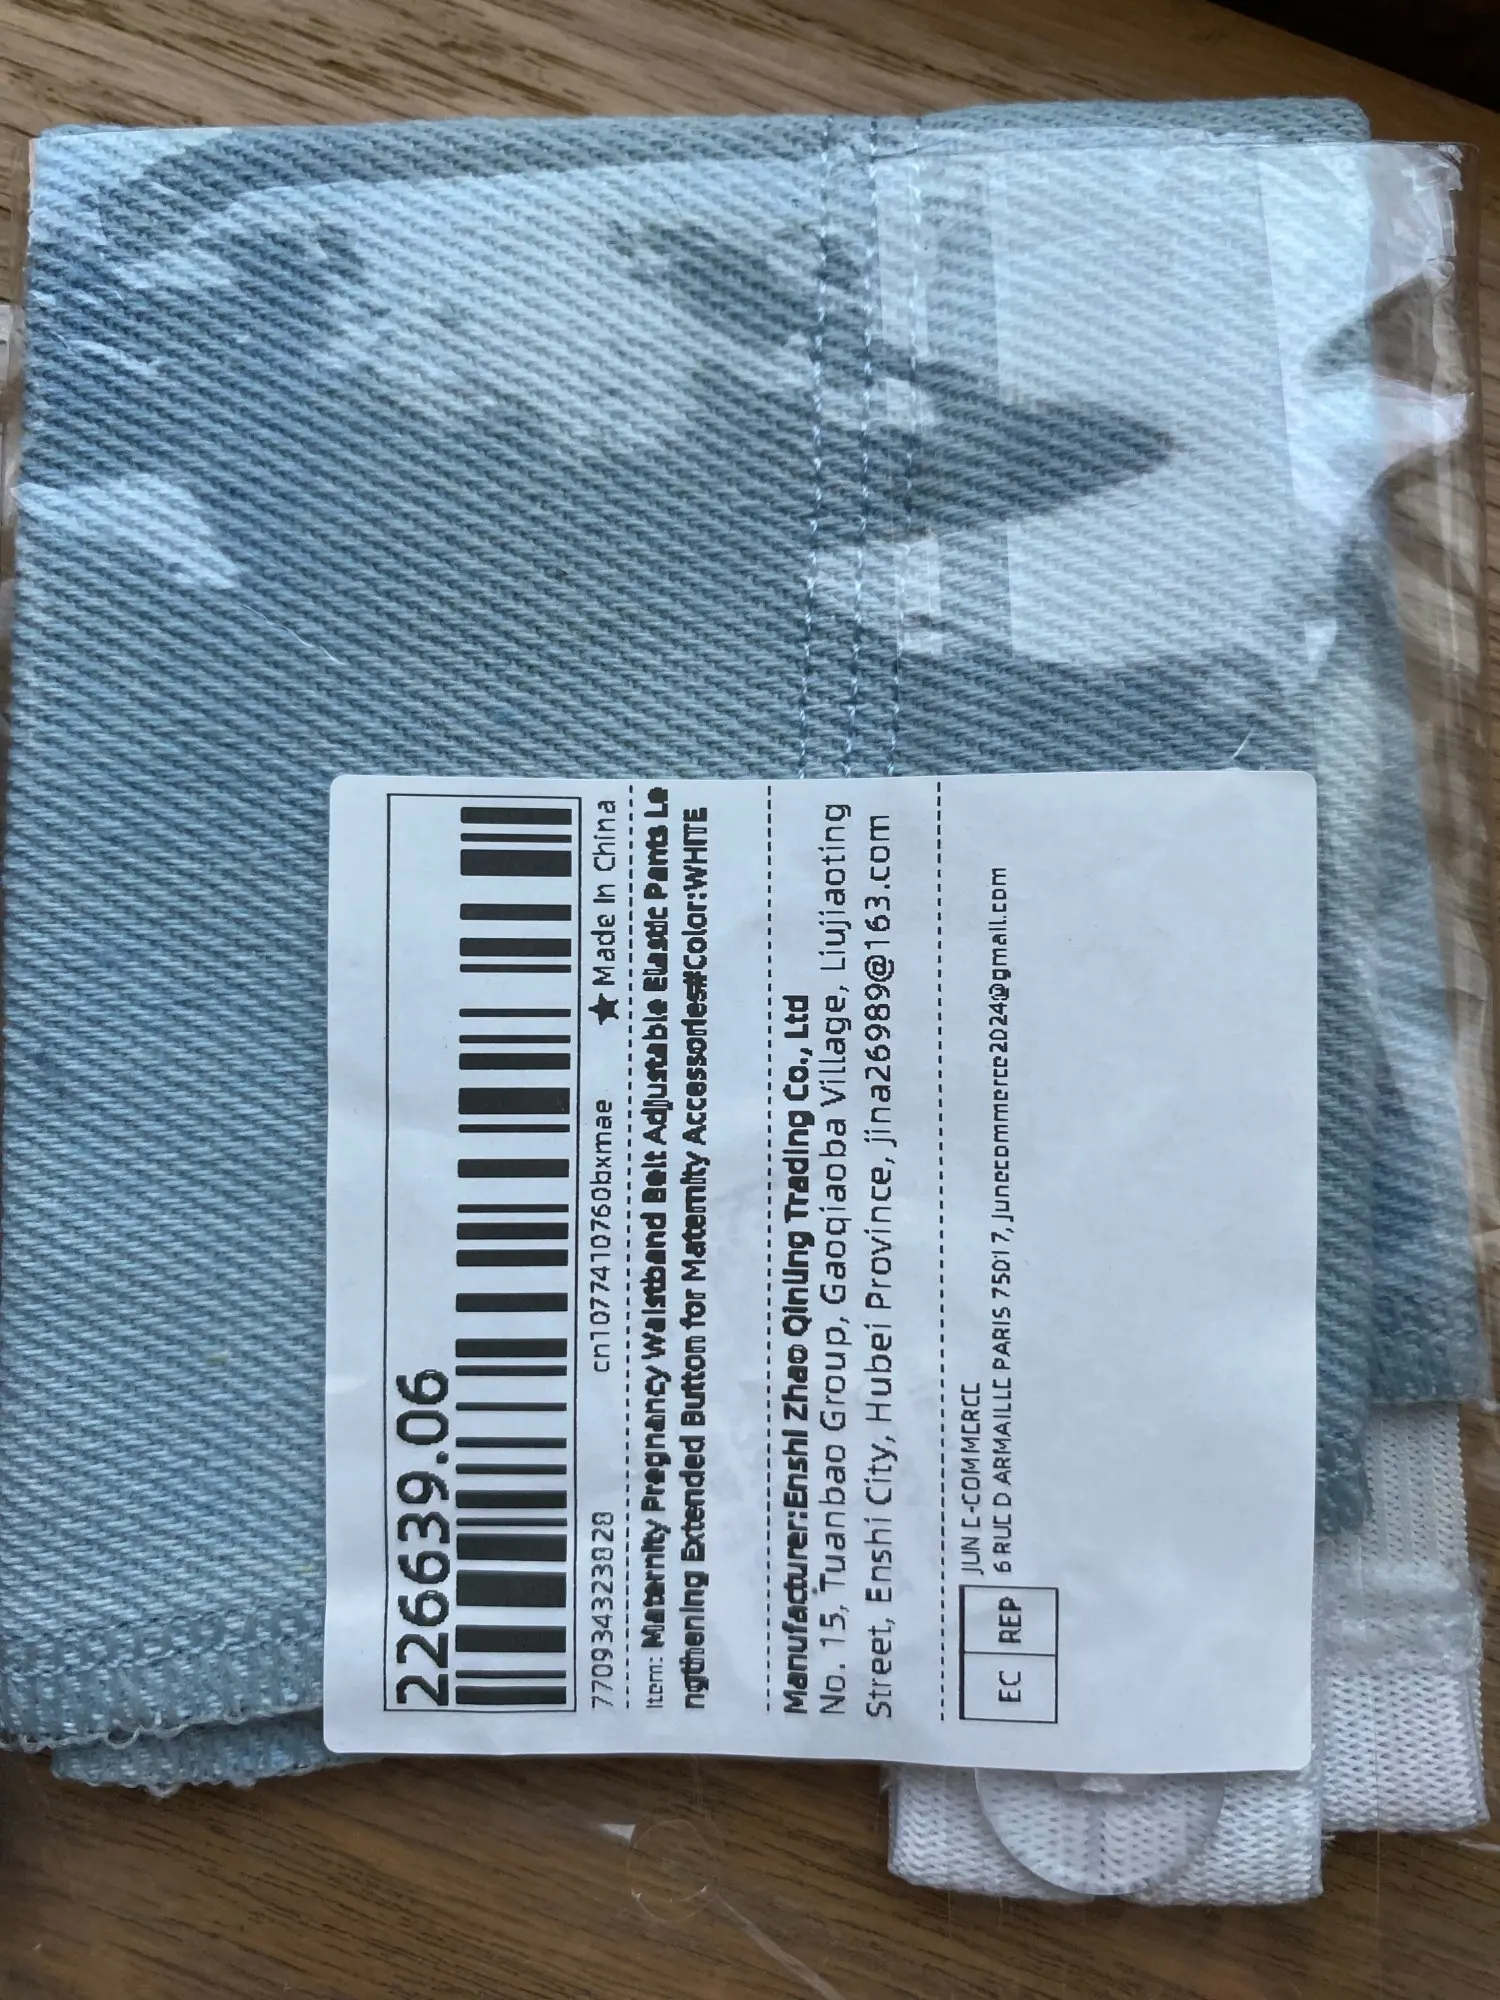 226639.06
770934323828 cn1077410760bxmae ★Made In China
Item: Maternity Pregnancy Waistband Belt Adjustable Elastic Pants Le
ngthening Extended Button for Maternity Accessories#Color:WHITE
Manufacturer:Enshi Zhao QinUng Trading Co., Ltd
No. 15, Tuanbao Group, Gaoqiaoba Village, Liujiaoting
Street, Enshi City, Hubei Province, jina26989@163.com
EC REP
JUN E-COMMERCE
6 RUE D ARMAILLE PARIS 75017, junecommerce2024@gmail.com